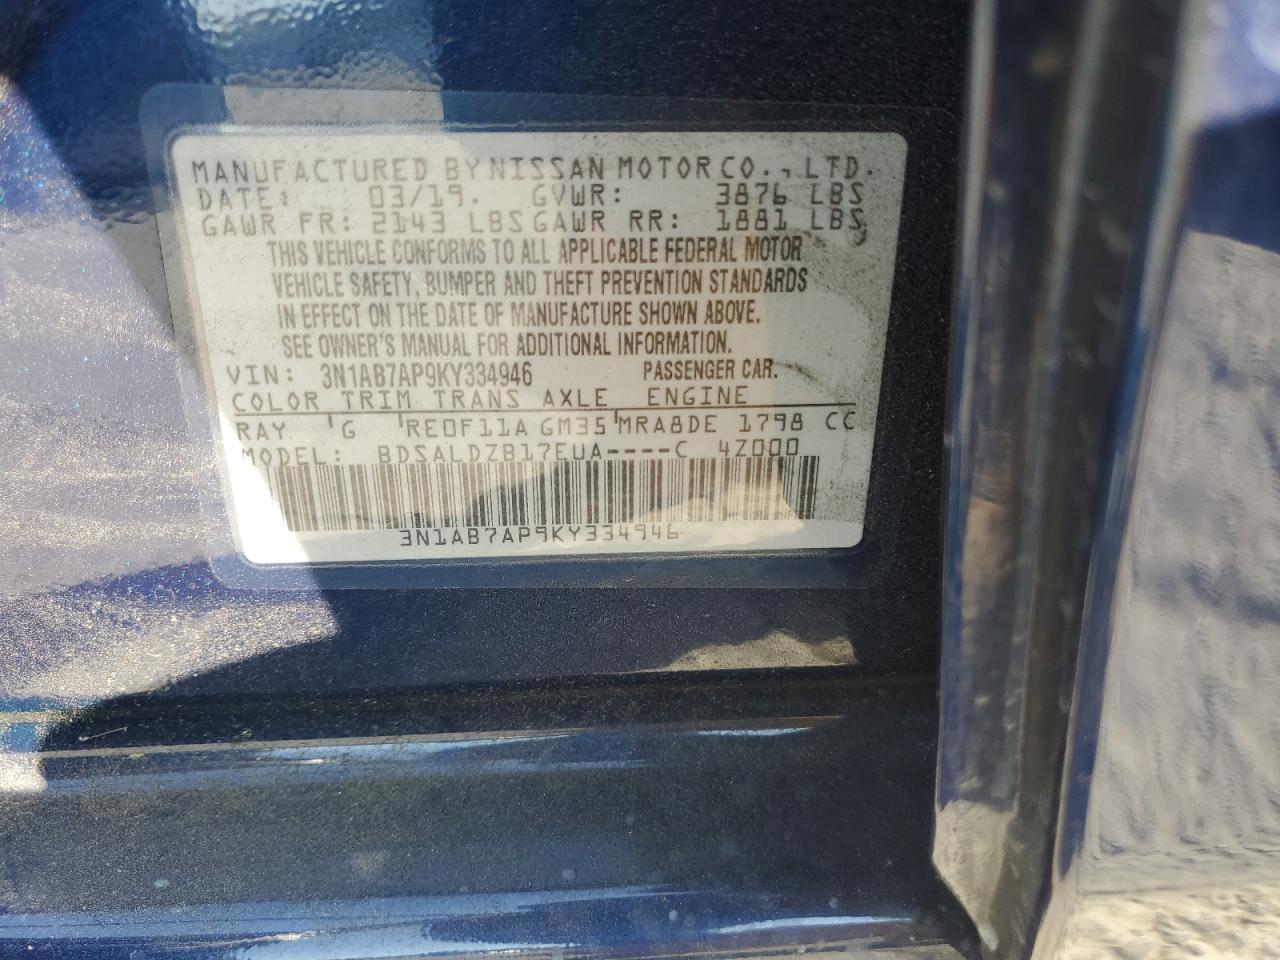 MANUFACTURED BY NISSAN MOTOR CO., LTD.
DATE: 03/19. GVWR: 3876 LBS
GAWR FR: 2143 LBS GAWR RR: 1881 LBS
THIS VEHICLE CONFORMS TO ALL APPLICABLE FEDERAL MOTOR
VEHICLE SAFETY, BUMPER AND THEFT PREVENTION STANDARDS
IN EFFECT ON THE DATE OF MANUFACTURE SHOWN ABOVE.
SEE OWNER'S MANUAL FOR ADDITIONAL INFORMATION.
VIN: 3N1AB7AP9KY334946 PASSENGER CAR.
COLOR TRIM TRANS AXLE ENGINE
RAY 'G 'RE0F11A GM35'MRA8DE 1798 CC
MODEL: BDSALDZB17EUA----C 4Z000
3N1AB7AP9KY334946